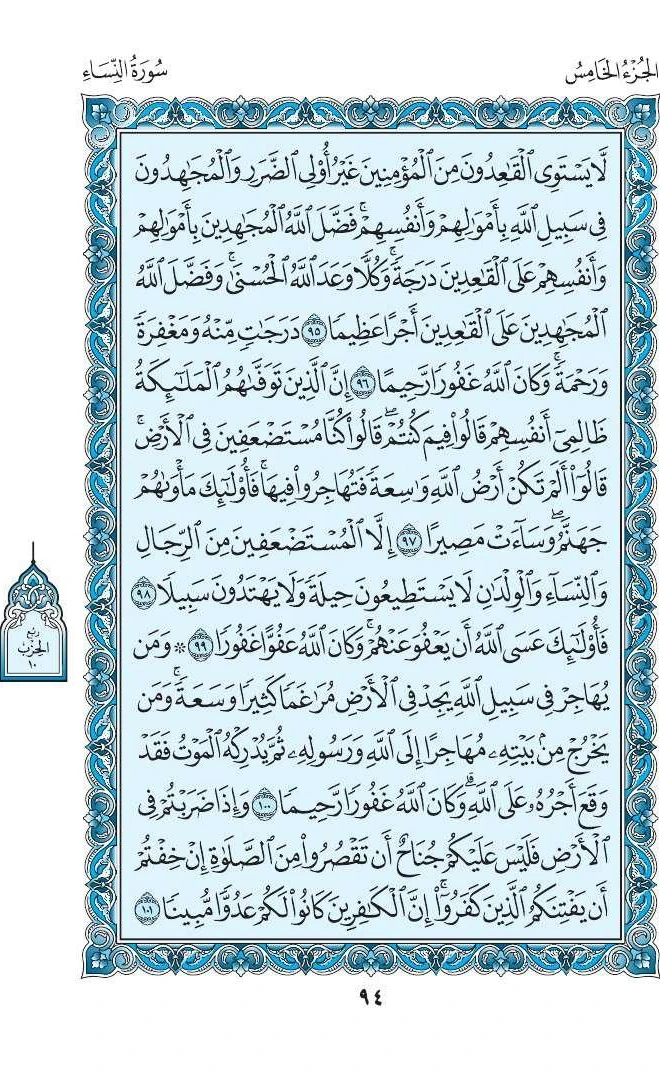 الجُزْءُ الخَامِسُ
سُورَةُ النِّسَاءِ
لَّا يَسْتَوِي ٱلْقَٰعِدُونَ مِنَ ٱلْمُؤْمِنِينَ غَيْرُ أُوْلِي ٱلضَّرَرِ وَٱلْمُجَٰهِدُونَ
فِي سَبِيلِ ٱللَّهِ بِأَمْوَٰلِهِمْ وَأَنفُسِهِمْۚ فَضَّلَ ٱللَّهُ ٱلْمُجَٰهِدِينَ بِأَمْوَٰلِهِمْ
وَأَنفُسِهِمْ عَلَى ٱلْقَٰعِدِينَ دَرَجَةًۚ وَكُلًّا وَعَدَ ٱللَّهُ ٱلْحُسْنَىٰۚ وَفَضَّلَ ٱللَّهُ
ٱلْمُجَٰهِدِينَ عَلَى ٱلْقَٰعِدِينَ أَجْرًا عَظِيمًا ٩٥ دَرَجَٰتٍ مِّنْهُ وَمَغْفِرَةً
وَرَحْمَةًۚ وَكَانَ ٱللَّهُ غَفُورًا رَّحِيمًا ٩٦ إِنَّ ٱلَّذِينَ تَوَفَّىٰهُمُ ٱلْمَلَٰٓئِكَةُ
ظَالِمِيٓ أَنفُسِهِمْ قَالُواْ فِيمَ كُنتُمْۖ قَالُواْ كُنَّا مُسْتَضْعَفِينَ فِي ٱلْأَرْضِۚ
قَالُوٓاْ أَلَمْ تَكُنْ أَرْضُ ٱللَّهِ وَٰسِعَةً فَتُهَاجِرُواْ فِيهَاۚ فَأُوْلَٰٓئِكَ مَأْوَىٰهُمْ
جَهَنَّمُۖ وَسَآءَتْ مَصِيرًا ٩٧ إِلَّا ٱلْمُسْتَضْعَفِينَ مِنَ ٱلرِّجَالِ
وَٱلنِّسَآءِ وَٱلْوِلْدَٰنِ لَا يَسْتَطِيعُونَ حِيلَةً وَلَا يَهْتَدُونَ سَبِيلًا ٩٨
فَأُوْلَٰٓئِكَ عَسَى ٱللَّهُ أَن يَعْفُوَ عَنْهُمْۚ وَكَانَ ٱللَّهُ عَفُوًّا غَفُورًا ٩٩ ۞ وَمَن
يُهَاجِرْ فِي سَبِيلِ ٱللَّهِ يَجِدْ فِي ٱلْأَرْضِ مُرَٰغَمًا كَثِيرًا وَسَعَةًۚ وَمَن
يَخْرُجْ مِنۢ بَيْتِهِۦ مُهَاجِرًا إِلَى ٱللَّهِ وَرَسُولِهِۦ ثُمَّ يُدْرِكْهُ ٱلْمَوْتُ فَقَدْ
وَقَعَ أَجْرُهُۥ عَلَى ٱللَّهِۗ وَكَانَ ٱللَّهُ غَفُورًا رَّحِيمًا ١٠٠ وَإِذَا ضَرَبْتُمْ فِي
ٱلْأَرْضِ فَلَيْسَ عَلَيْكُمْ جُنَاحٌ أَن تَقْصُرُواْ مِنَ ٱلصَّلَوٰةِ إِنْ خِفْتُمْ
أَن يَفْتِنَكُمُ ٱلَّذِينَ كَفَرُوٓاْۚ إِنَّ ٱلْكَٰفِرِينَ كَانُواْ لَكُمْ عَدُوًّا مُّبِينًا ١٠١
ربع
الحزب
١٠
٩٤